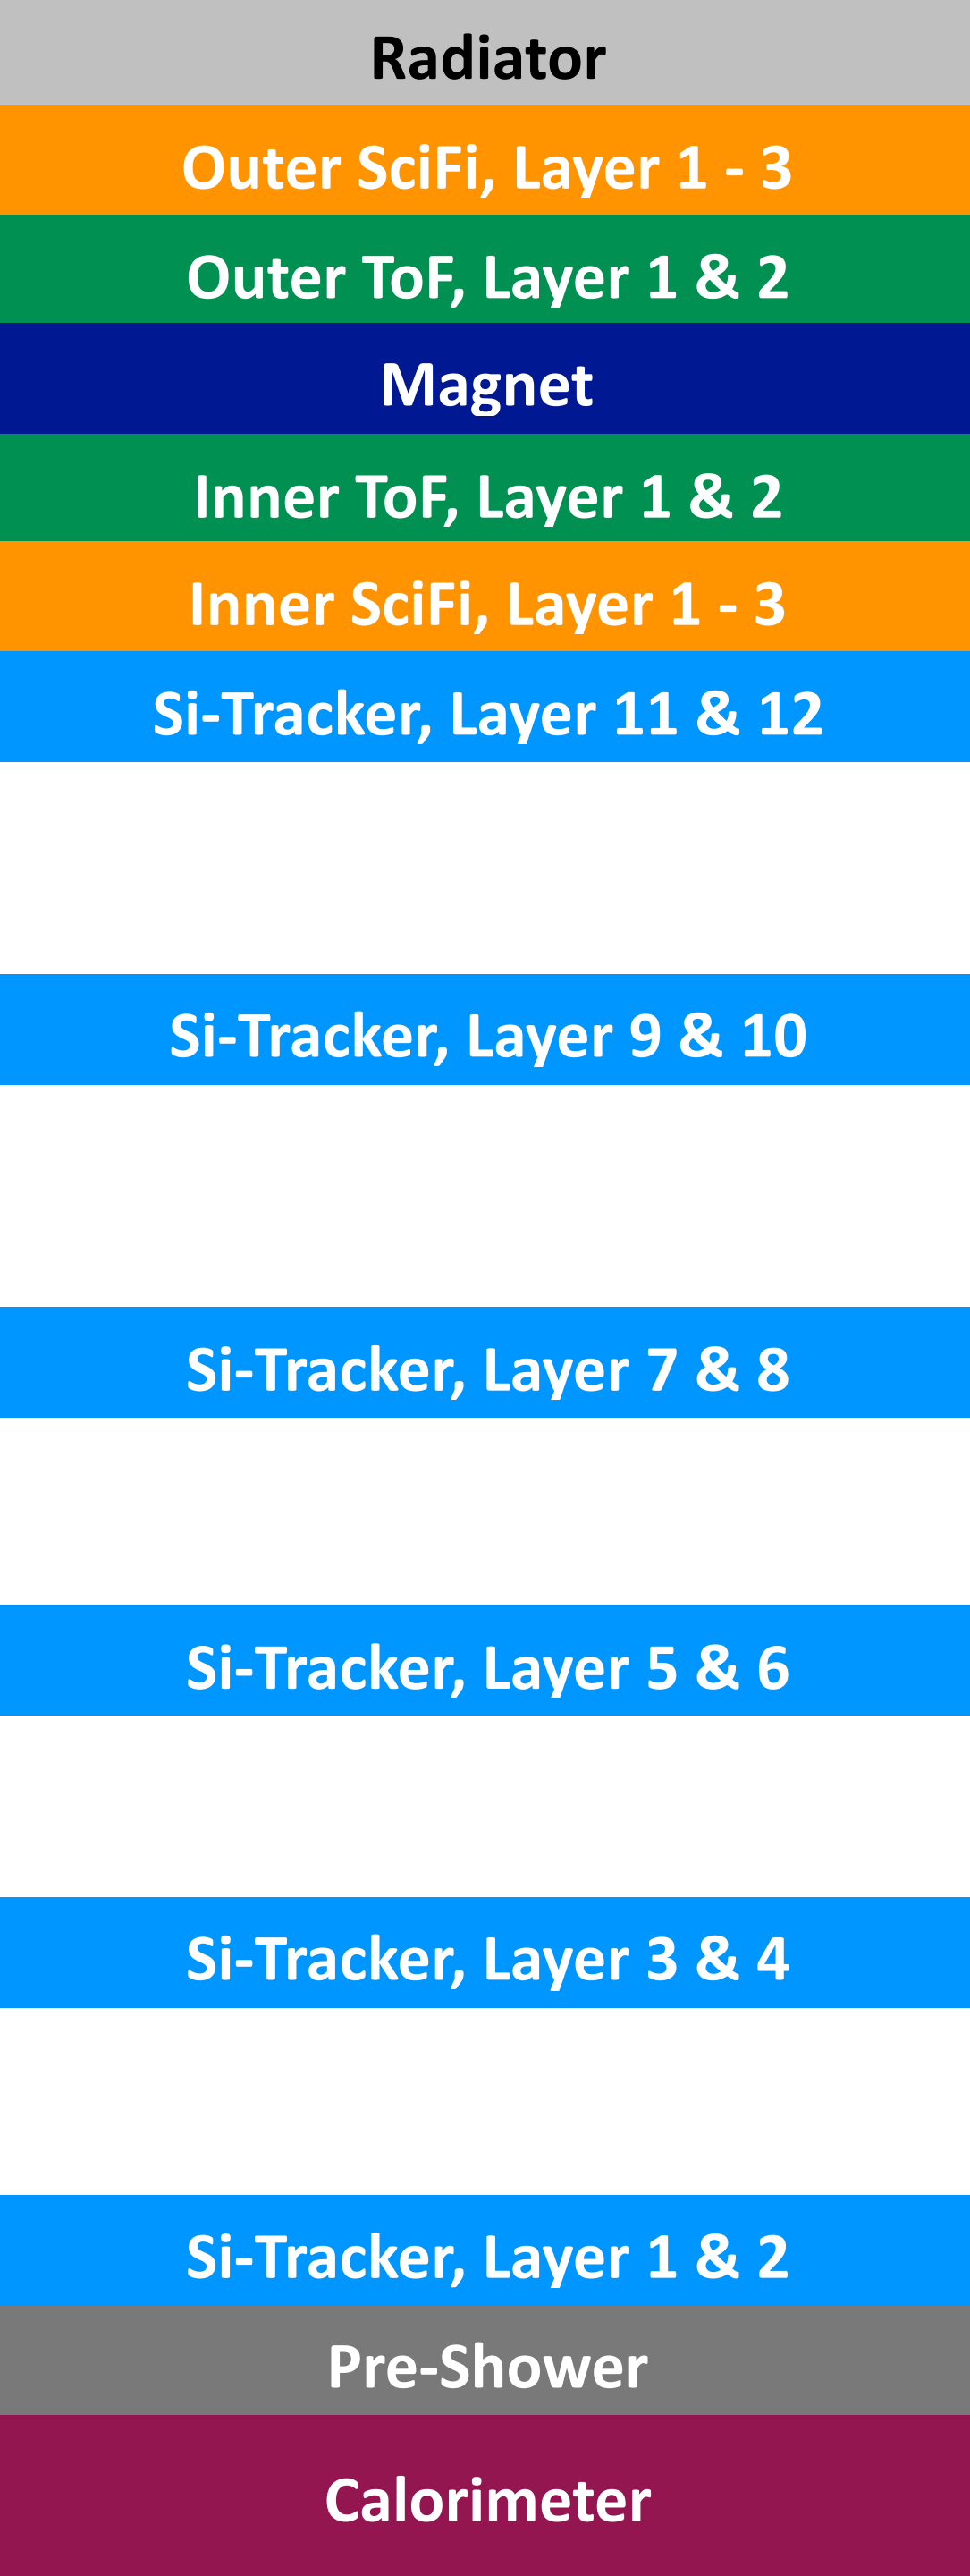 Radiator
Outer SciFi, Layer 1 - 3
Outer ToF, Layer 1 & 2
Magnet
Inner ToF, Layer 1 & 2
Inner SciFi, Layer 1 - 3
Si-Tracker, Layer 11 & 12
Si-Tracker, Layer 9 & 10
Si-Tracker, Layer 7 & 8
Si-Tracker, Layer 5 & 6
Si-Tracker, Layer 3 & 4
Si-Tracker, Layer 1 & 2
Pre-Shower
Calorimeter